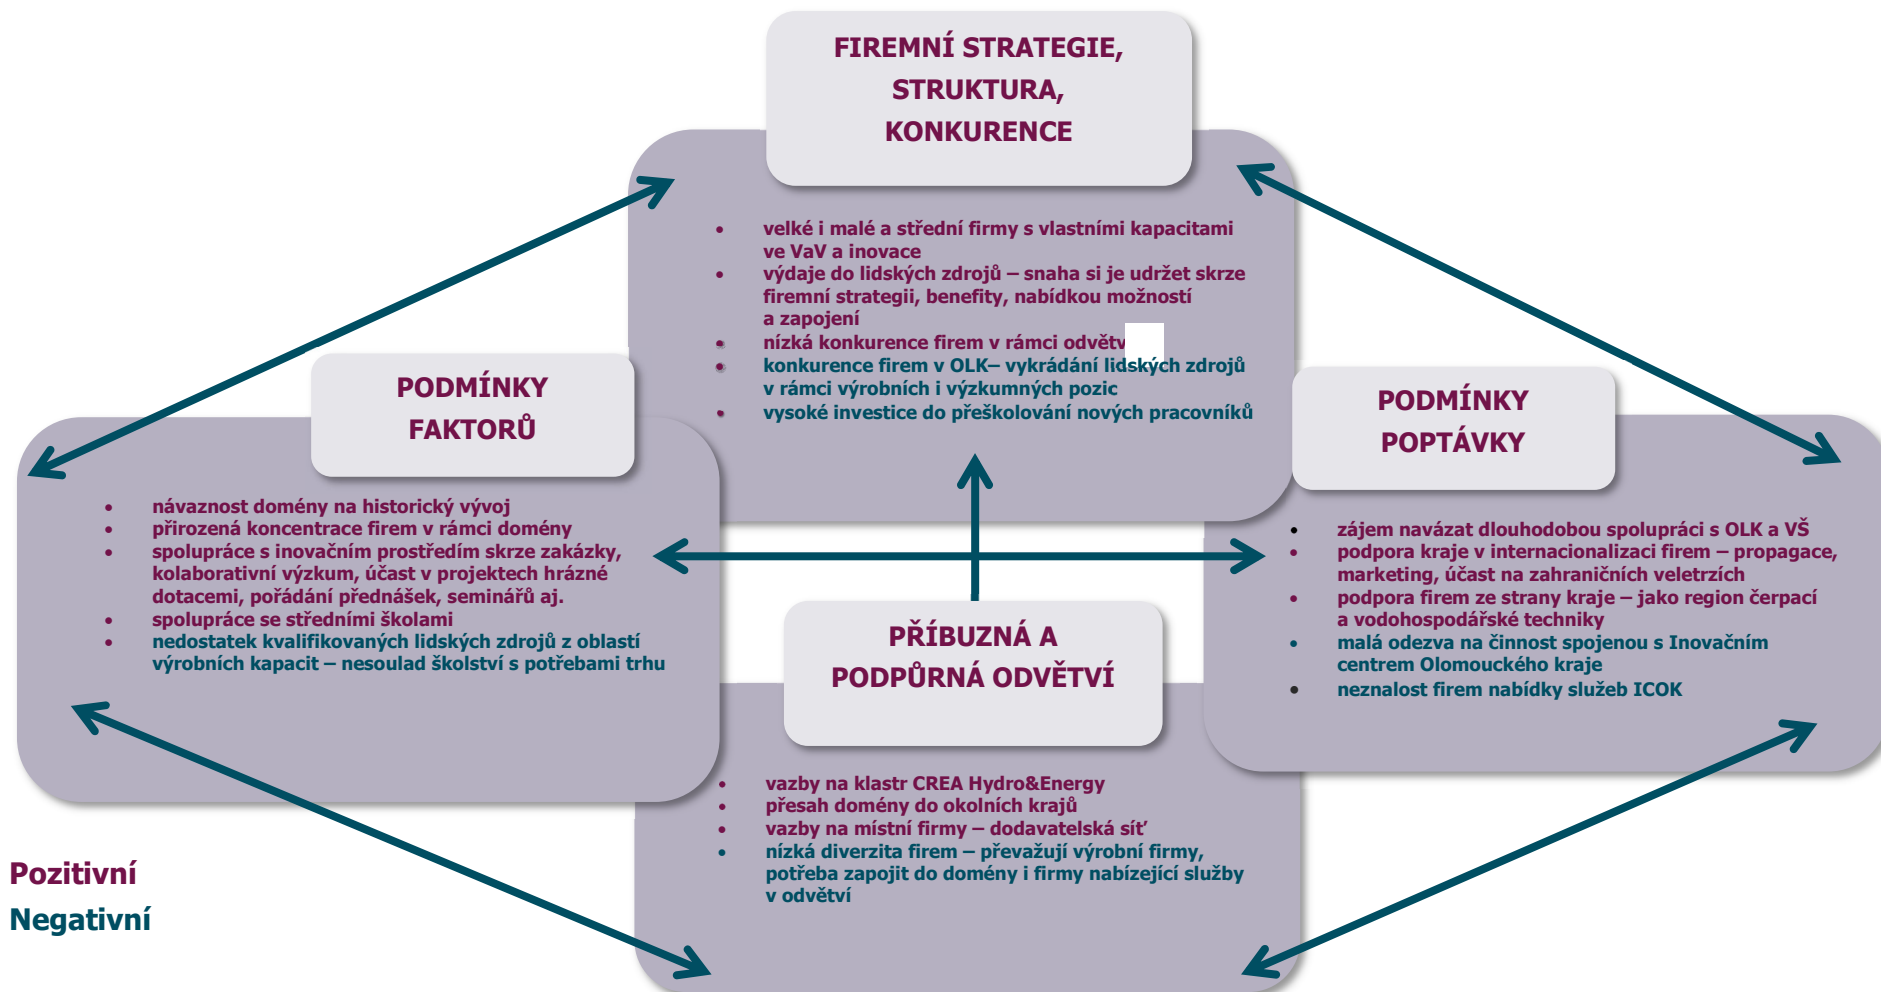 FIREMNÍ STRATEGIE,
STRUKTURA,
KONKURENCE
• velké i malé a střední firmy s vlastními kapacitami
ve VaV a inovace
• výdaje do lidských zdrojů – snaha si je udržet skrze
firemní strategii, benefity, nabídkou možností
a zapojení
• nízká konkurence firem v rámci odvětv
• konkurence firem v OLK– vykrádání lidských zdrojů
v rámci výrobních i výzkumných pozic
• vysoké investice do přeškolování nových pracovníků
PODMÍNKY
FAKTORŮ
• návaznost domény na historický vývoj
• přirozená koncentrace firem v rámci domény
• spolupráce s inovačním prostředím skrze zakázky,
kolaborativní výzkum, účast v projektech hrázné
dotacemi, pořádání přednášek, seminářů aj.
• spolupráce se středními školami
• nedostatek kvalifikovaných lidských zdrojů z oblastí
výrobních kapacit – nesoulad školství s potřebami trhu
PODMÍNKY
POPTÁVKY
• zájem navázat dlouhodobou spolupráci s OLK a VŠ
• podpora kraje v internacionalizaci firem – propagace,
marketing, účast na zahraničních veletrzích
• podpora firem ze strany kraje – jako region čerpací
a vodohospodářské techniky
• malá odezva na činnost spojenou s Inovačním
centrem Olomouckého kraje
• neznalost firem nabídky služeb ICOK
PŘÍBUZNÁ A
PODPŮRNÁ ODVĚTVÍ
• vazby na klastr CREA Hydro&Energy
• přesah domény do okolních krajů
• vazby na místní firmy – dodavatelská síť
• nízká diverzita firem – převažují výrobní firmy,
potřeba zapojit do domény i firmy nabízející služby
v odvětví
Pozitivní
Negativní